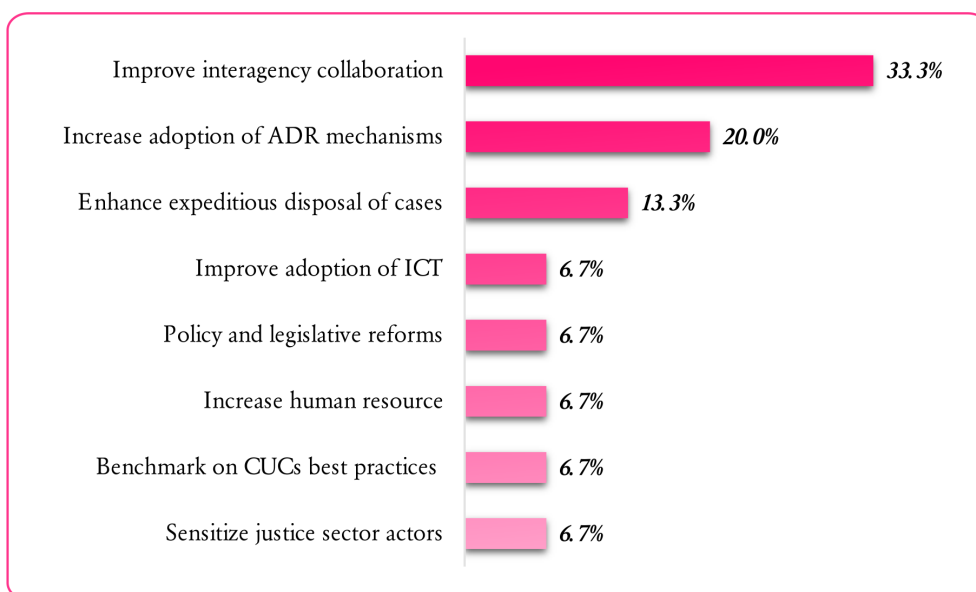 Improve interagency collaboration 33.3%
Increase adoption of ADR mechanisms 20.0%
Enhance expeditious disposal of cases 13.3%
Improve adoption of ICT 6.7%
Policy and legislative reforms 6.7%
Increase human resource 6.7%
Benchmark on CUCs best practices 6.7%
Sensitize justice sector actors 6.7%